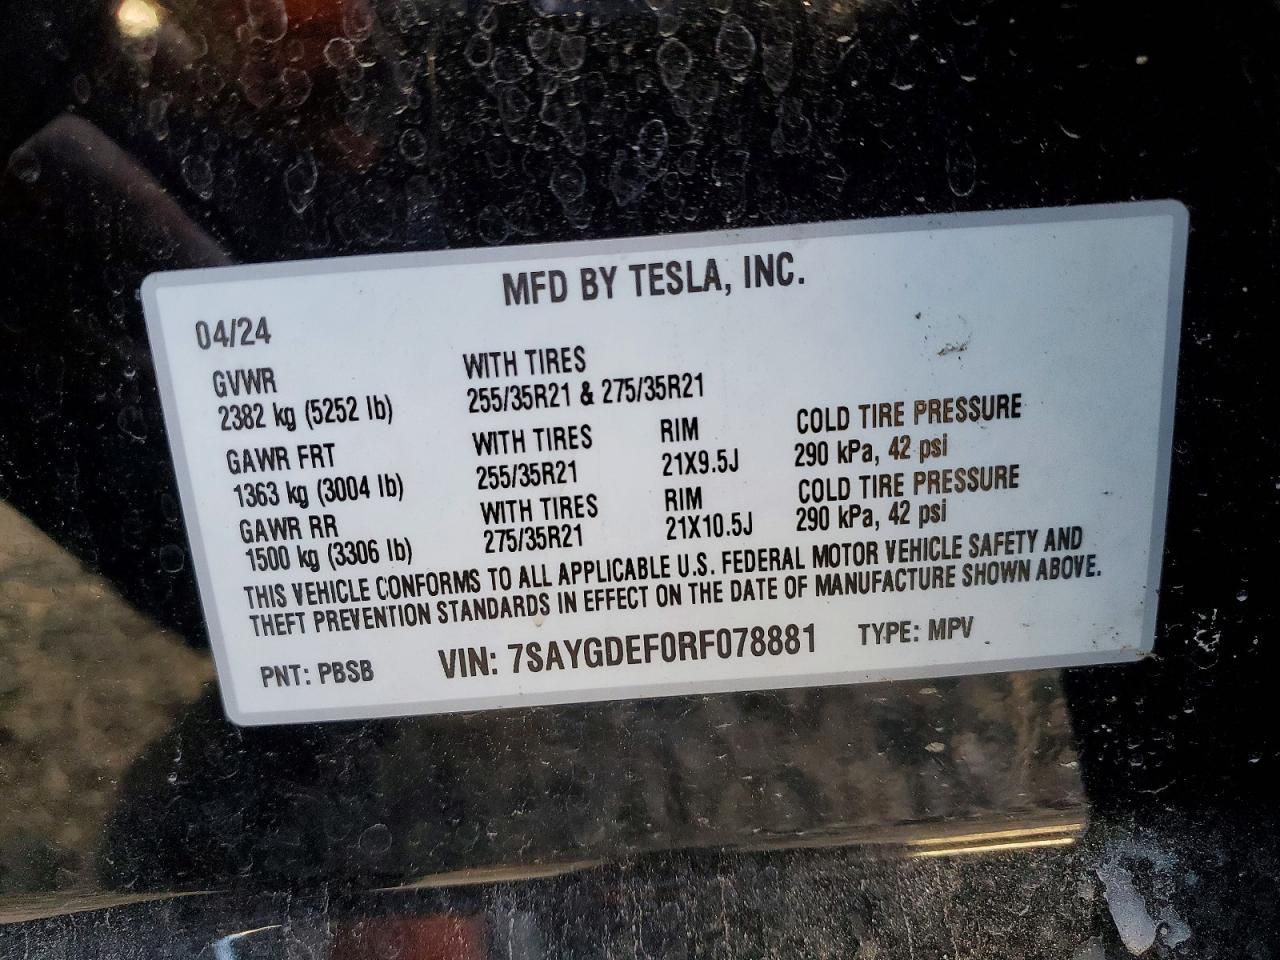 MFD BY TESLA, INC.
04/24
GVWR WITH TIRES
2382 kg (5252 lb) 255/35R21 & 275/35R21
GAWR FRT WITH TIRES RIM COLD TIRE PRESSURE
1363 kg (3004 lb) 255/35R21 21X9.5J 290 kPa, 42 psi
GAWR RR WITH TIRES RIM COLD TIRE PRESSURE
1500 kg (3306 lb) 275/35R21 21X10.5J 290 kPa, 42 psi
THIS VEHICLE CONFORMS TO ALL APPLICABLE U.S. FEDERAL MOTOR VEHICLE SAFETY AND
THEFT PREVENTION STANDARDS IN EFFECT ON THE DATE OF MANUFACTURE SHOWN ABOVE.
PNT: PBSB VIN: 7SAYGDEF0RF078881 TYPE: MPV